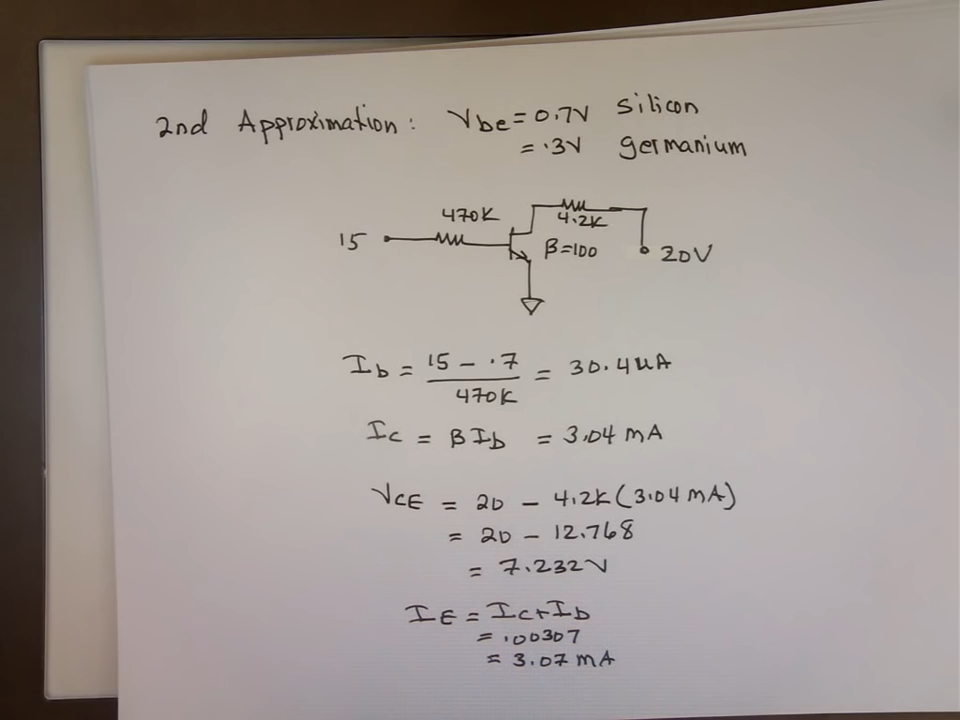 2nd Approximation: Vbe = 0.7V silicon
= .3V germanium
470K
4.2K
15
β=100
20V
Ib = 15 - .7 / 470K = 30.4uA
Ic = βIb = 3.04 mA
VCE = 20 - 4.2K(3.04 mA)
= 20 - 12.768
= 7.232V
IE = Ic+Ib
= .00307
= 3.07 mA